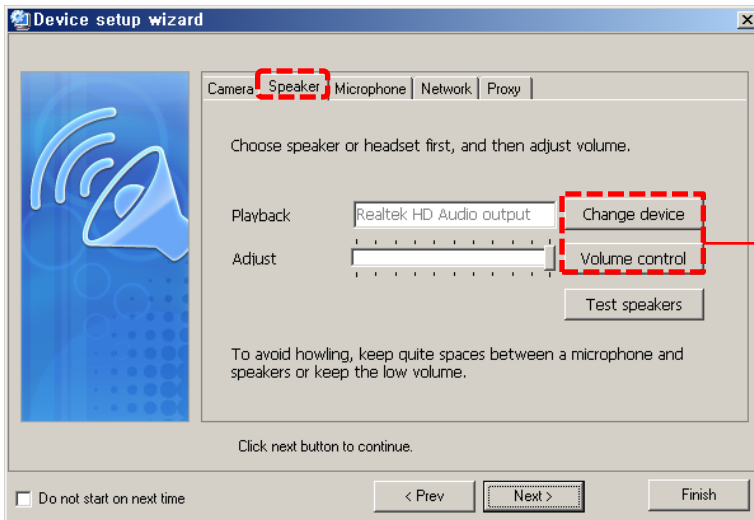 Device setup wizard
Camera Speaker Microphone Network Proxy
Choose speaker or headset first, and then adjust volume.
Playback Realtek HD Audio output Change device
Adjust Volume control
Test speakers
To avoid howling, keep quite spaces between a microphone and
speakers or keep the low volume.
Click next button to continue.
Do not start on next time < Prev Next > Finish